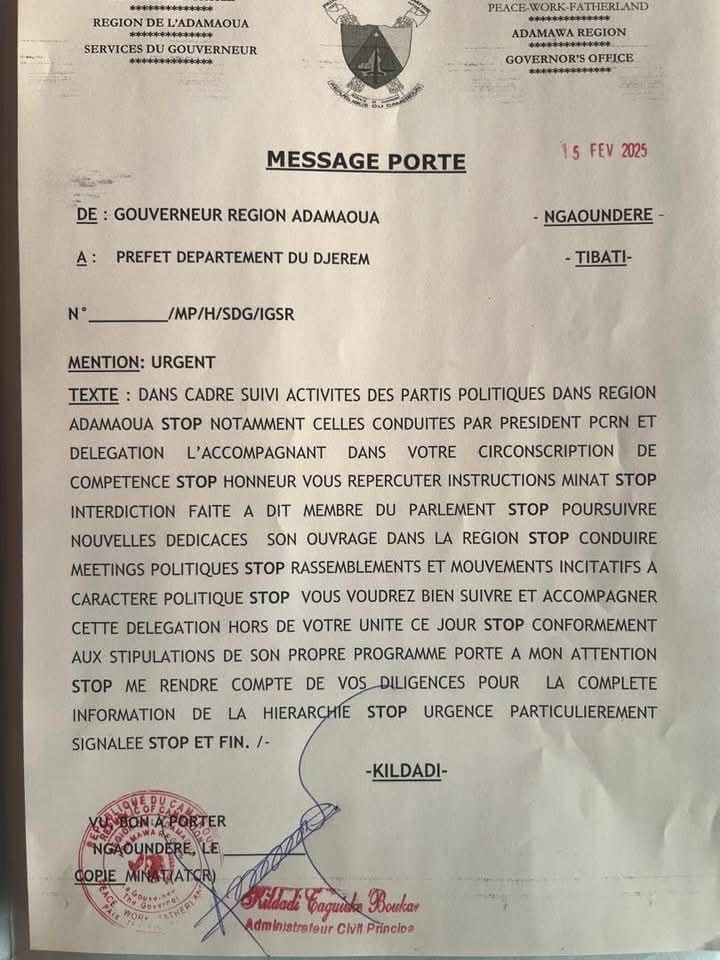 REGION DE L'ADAMAOUA
******************
SERVICES DU GOUVERNEUR
******************
PEACE-WORK-FATHERLAND
******************
ADAMAWA REGION
******************
GOVERNOR'S OFFICE
******************
MESSAGE PORTE
15 FEV 2025
DE : GOUVERNEUR REGION ADAMAOUA - NGAOUNDERE -
A : PREFET DEPARTEMENT DU DJEREM - TIBATI-
N°_________/MP/H/SDG/IGSR
MENTION: URGENT
TEXTE : DANS CADRE SUIVI ACTIVITES DES PARTIS POLITIQUES DANS REGION
ADAMAOUA STOP NOTAMMENT CELLES CONDUITES PAR PRESIDENT PCRN ET
DELEGATION L'ACCOMPAGNANT DANS VOTRE CIRCONSCRIPTION DE
COMPETENCE STOP HONNEUR VOUS REPERCUTER INSTRUCTIONS MINAT STOP
INTERDICTION FAITE A DIT MEMBRE DU PARLEMENT STOP POURSUIVRE
NOUVELLES DEDICACES SON OUVRAGE DANS LA REGION STOP CONDUIRE
MEETINGS POLITIQUES STOP RASSEMBLEMENTS ET MOUVEMENTS INCITATIFS A
CARACTERE POLITIQUE STOP VOUS VOUDREZ BIEN SUIVRE ET ACCOMPAGNER
CETTE DELEGATION HORS DE VOTRE UNITE CE JOUR STOP CONFORMEMENT
AUX STIPULATIONS DE SON PROPRE PROGRAMME PORTE A MON ATTENTION
STOP ME RENDRE COMPTE DE VOS DILIGENCES POUR LA COMPLETE
INFORMATION DE LA HIERARCHIE STOP URGENCE PARTICULIEREMENT
SIGNALEE STOP ET FIN. /-
-KILDADI-
VU, BON A PORTER
NGAOUNDERE, LE _________
COPIE MINAT(ATCR)
Kildadi Taguieke Boukar
Administrateur Civil Principa